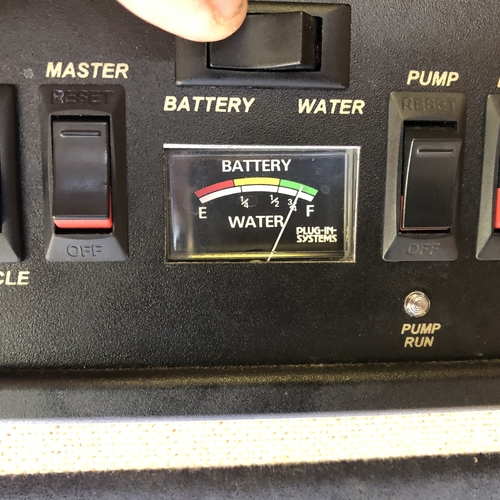 MASTER
PUMP
RESET
BATTERY
WATER
RESET
BATTERY
E
¼
½
¾
F
WATER
PLUG-IN-
SYSTEMS
OFF
OFF
CLE
PUMP
RUN